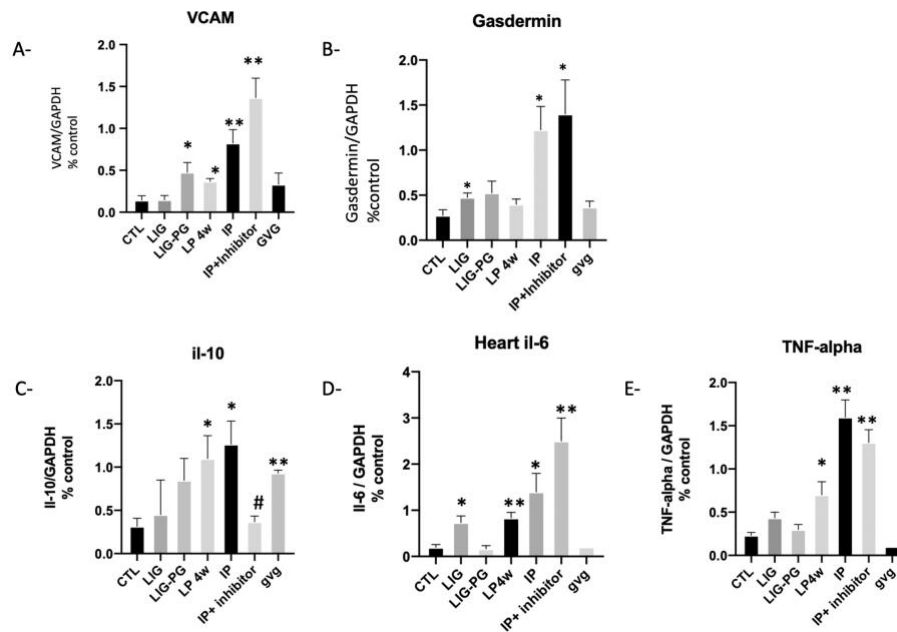 VCAM
A-
VCAM/GAPDH
% control
2.0
1.5
1.0
0.5
0.0
*
*
**
**
CTL
LIG
LIG-PG
LP 4w
IP
IP+Inhibitor
GVG
Gasdermin
B-
Gasdermin/GAPDH
%control
2.0
1.5
1.0
0.5
0.0
*
*
*
CTL
LIG
LIG-PG
LP 4w
IP
IP+Inhibitor
gvg
il-10
C-
Il-10/GAPDH
% control
2.0
1.5
1.0
0.5
0.0
*
*
#
**
CTL
LIG
LIG-PG
LP 4w
IP
IP+ inhibitor
gvg
Heart il-6
D-
Il-6 / GAPDH
% control
4
3
2
1
0
*
**
*
**
CTL
LIG
LIG-PG
LP4w
IP
IP+ inhibitor
gvg
TNF-alpha
E-
TNF-alpha / GAPDH
% control
2.0
1.5
1.0
0.5
0.0
*
**
**
CTL
LIG
LIG-PG
LP4w
IP
IP+ inhibitor
gvg